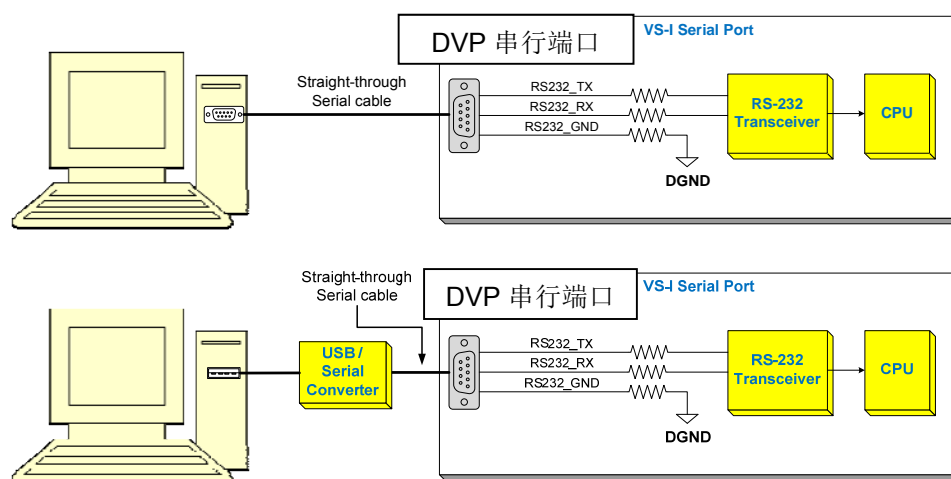 DVP 串行端口
VS-I Serial Port
Straight-through
Serial cable
RS232_TX
RS232_RX
RS232_GND
DGND
RS-232
Transceiver
CPU
Straight-through
Serial cable
DVP 串行端口
VS-I Serial Port
USB /
Serial
Converter
RS232_TX
RS232_RX
RS232_GND
DGND
RS-232
Transceiver
CPU